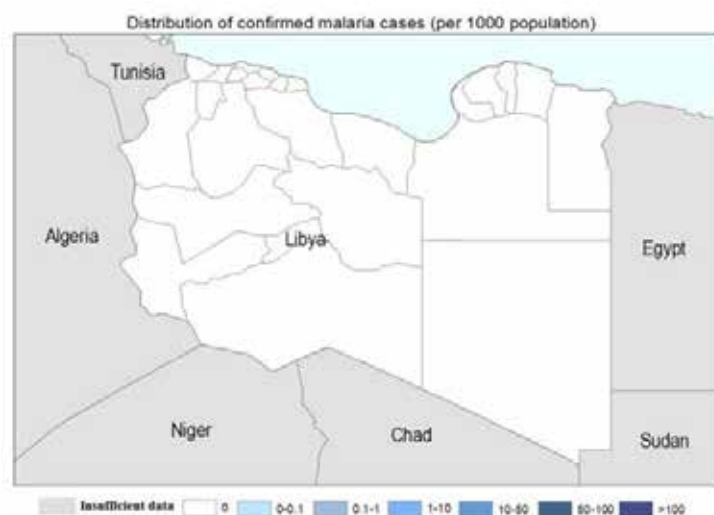 Distribution of confirmed malaria cases (per 1000 population)
Tunisia
Algeria
Libya
Egypt
Niger
Chad
Sudan
Insufficient data 0 0-0.1 0.1-1 1-10 10-50 50-100 >100